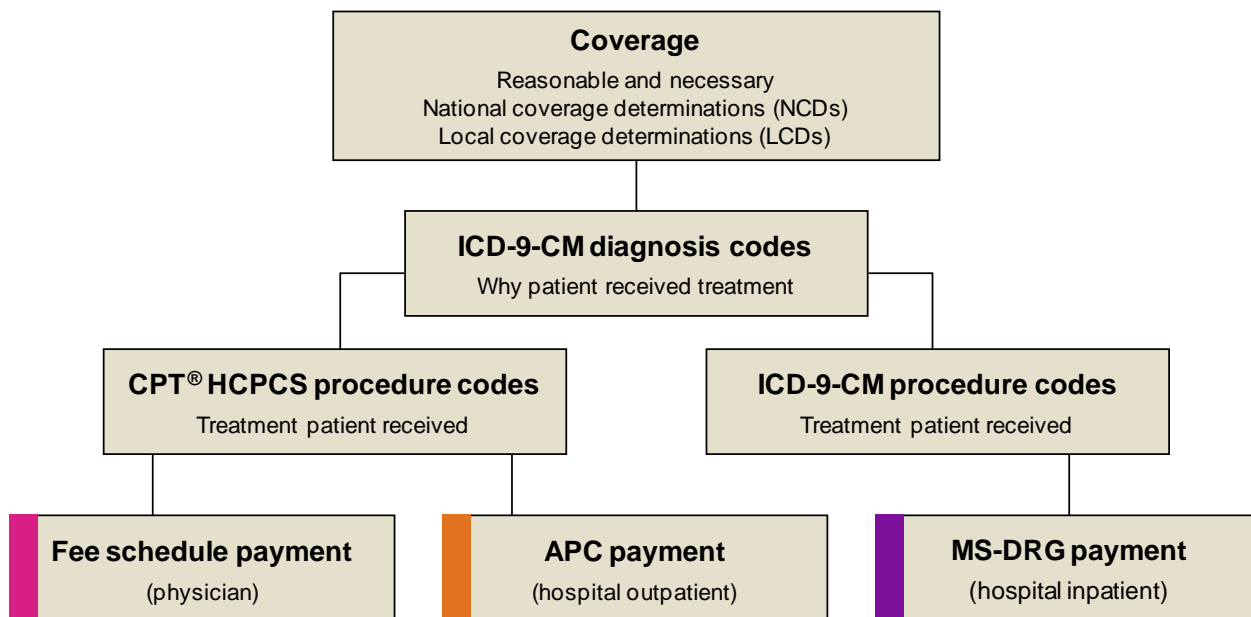 Coverage
Reasonable and necessary
National coverage determinations (NCDs)
Local coverage determinations (LCDs)
ICD-9-CM diagnosis codes
Why patient received treatment
CPT® HCPCS procedure codes
Treatment patient received
ICD-9-CM procedure codes
Treatment patient received
Fee schedule payment
(physician)
APC payment
(hospital outpatient)
MS-DRG payment
(hospital inpatient)